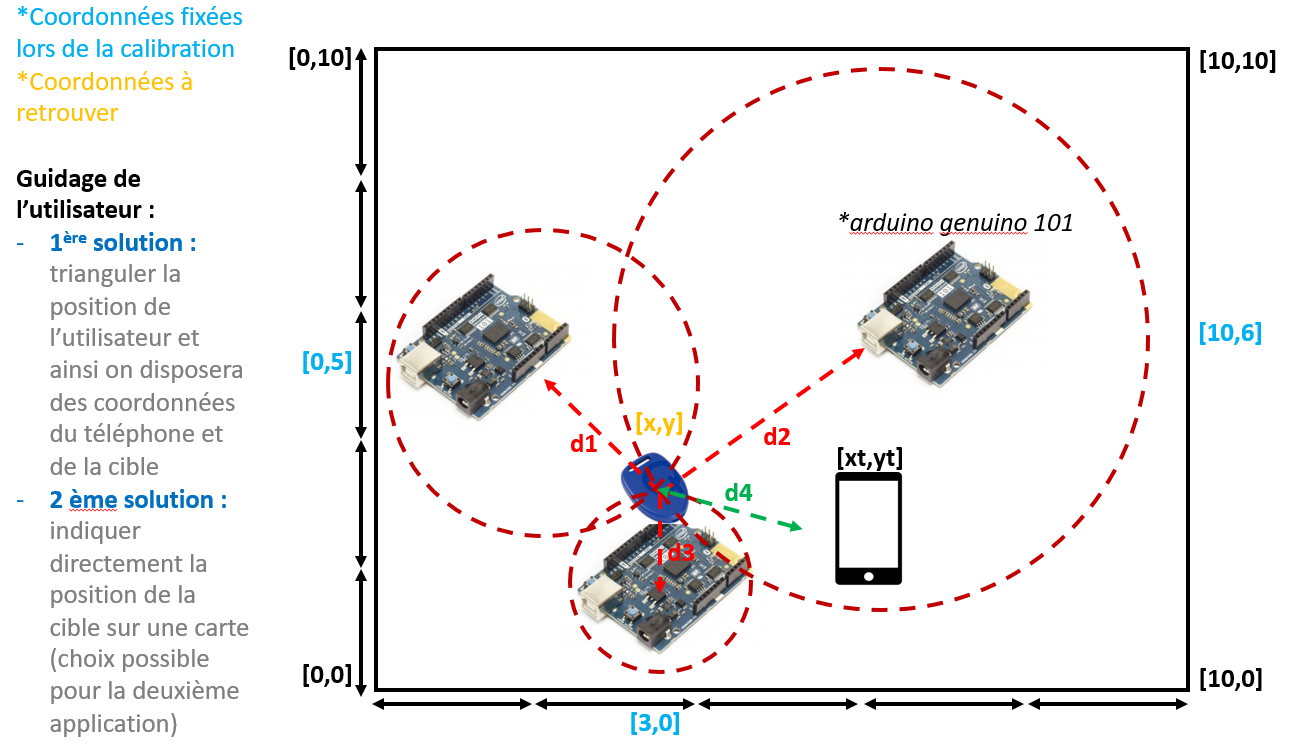 *Coordonnées fixées
lors de la calibration
*Coordonnées à
retrouver
Guidage de
l’utilisateur :
- 1ère solution :
trianguler la
position de
l’utilisateur et
ainsi on disposera
des coordonnées
du téléphone et
de la cible
- 2 ème solution :
indiquer
directement la
position de la
cible sur une carte
(choix possible
pour la deuxième
application)
[0,10]
[10,10]
*arduino genuino 101
[0,5]
[10,6]
[x,y]
d1
d2
[xt,yt]
d4
d3
[0,0]
[10,0]
[3,0]